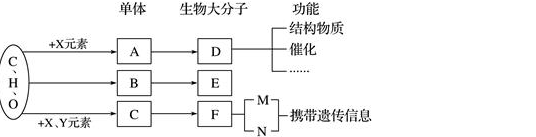 单体 生物大分子 功能
+X元素 A D 结构物质
催化
……
C、H、O B E
+X、Y元素 C F M 携带遗传信息
N